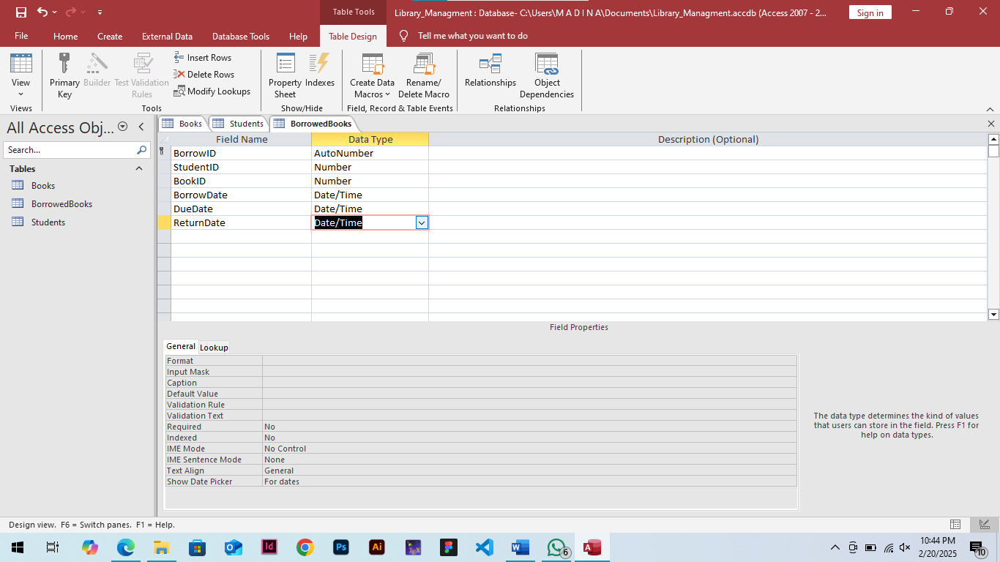 Table Tools
Library_Managment : Database- C:\Users\M A D I N A\Documents\Library_Managment.accdb (Access 2007 - 2...
Sign in
File
Home
Create
External Data
Database Tools
Help
Table Design
Tell me what you want to do
View
Primary Key
Builder
Test Validation Rules
Insert Rows
Delete Rows
Modify Lookups
Property Sheet
Indexes
Create Data Macros
Rename/ Delete Macro
Relationships
Object Dependencies
Views
Tools
Show/Hide
Field, Record & Table Events
Relationships
All Access Obj...
Search...
Tables
Books
BorrowedBooks
Students
Books
Students
BorrowedBooks
Field Name
Data Type
Description (Optional)
BorrowID
AutoNumber
StudentID
Number
BookID
Number
BorrowDate
Date/Time
DueDate
Date/Time
ReturnDate
Date/Time
Field Properties
General
Lookup
Format
Input Mask
Caption
Default Value
Validation Rule
Validation Text
Required
No
Indexed
No
IME Mode
No Control
IME Sentence Mode
None
Text Align
General
Show Date Picker
For dates
The data type determines the kind of values
that users can store in the field. Press F1 for
help on data types.
Design view. F6 = Switch panes. F1 = Help.
Id
Ps
Ai
TEX
W
6
A
10:44 PM
2/20/2025
10